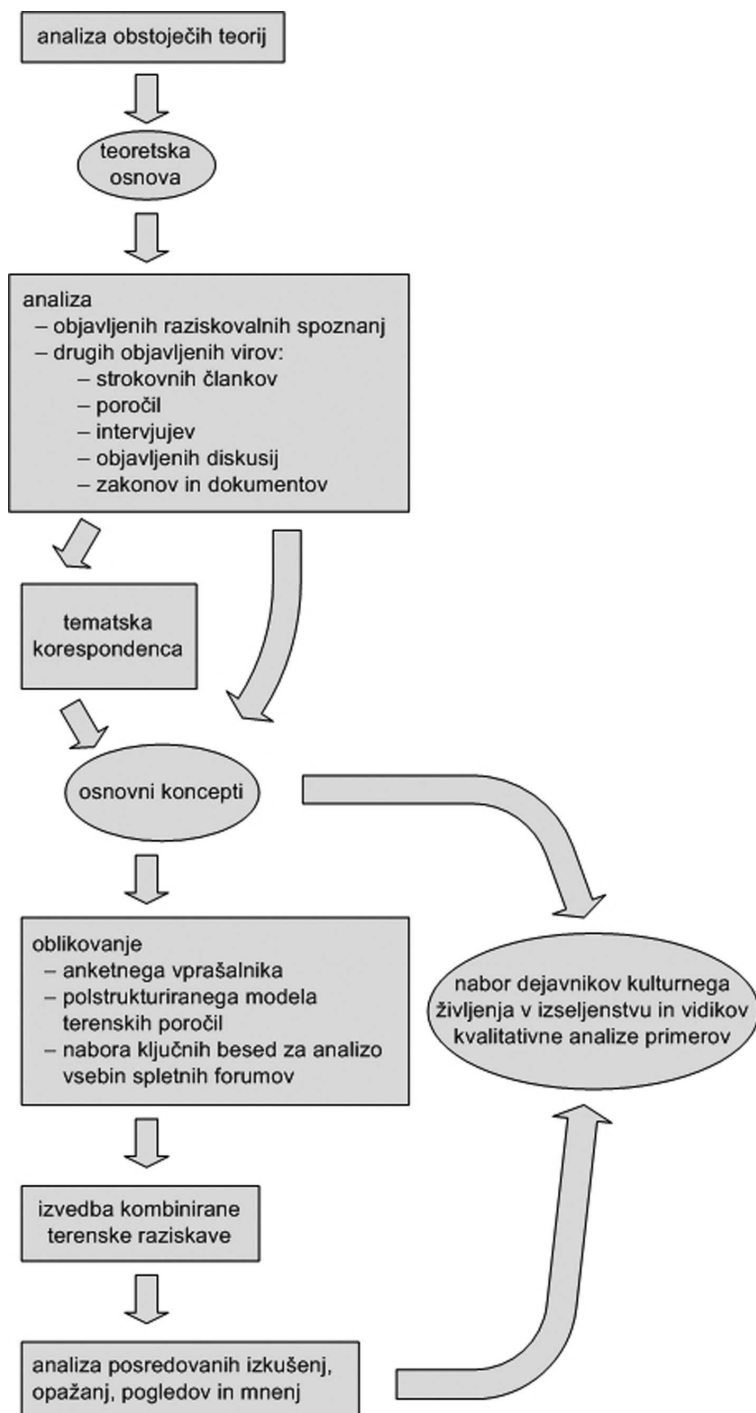 analiza obstoječih teorij
teoretska
osnova
analiza
– objavljenih raziskovalnih spoznanj
– drugih objavljenih virov:
– strokovnih člankov
– poročil
– intervjujev
– objavljenih diskusij
– zakonov in dokumentov
tematska
korespondenca
osnovni koncepti
oblikovanje
– anketnega vprašalnika
– polstrukturiranega modela
terenskih poročil
– nabora ključnih besed za analizo
vsebin spletnih forumov
nabor dejavnikov kulturnega
življenja v izseljenstvu in vidikov
kvalitativne analize primerov
izvedba kombinirane
terenske raziskave
analiza posredovanih izkušenj,
opažanj, pogledov in mnenj